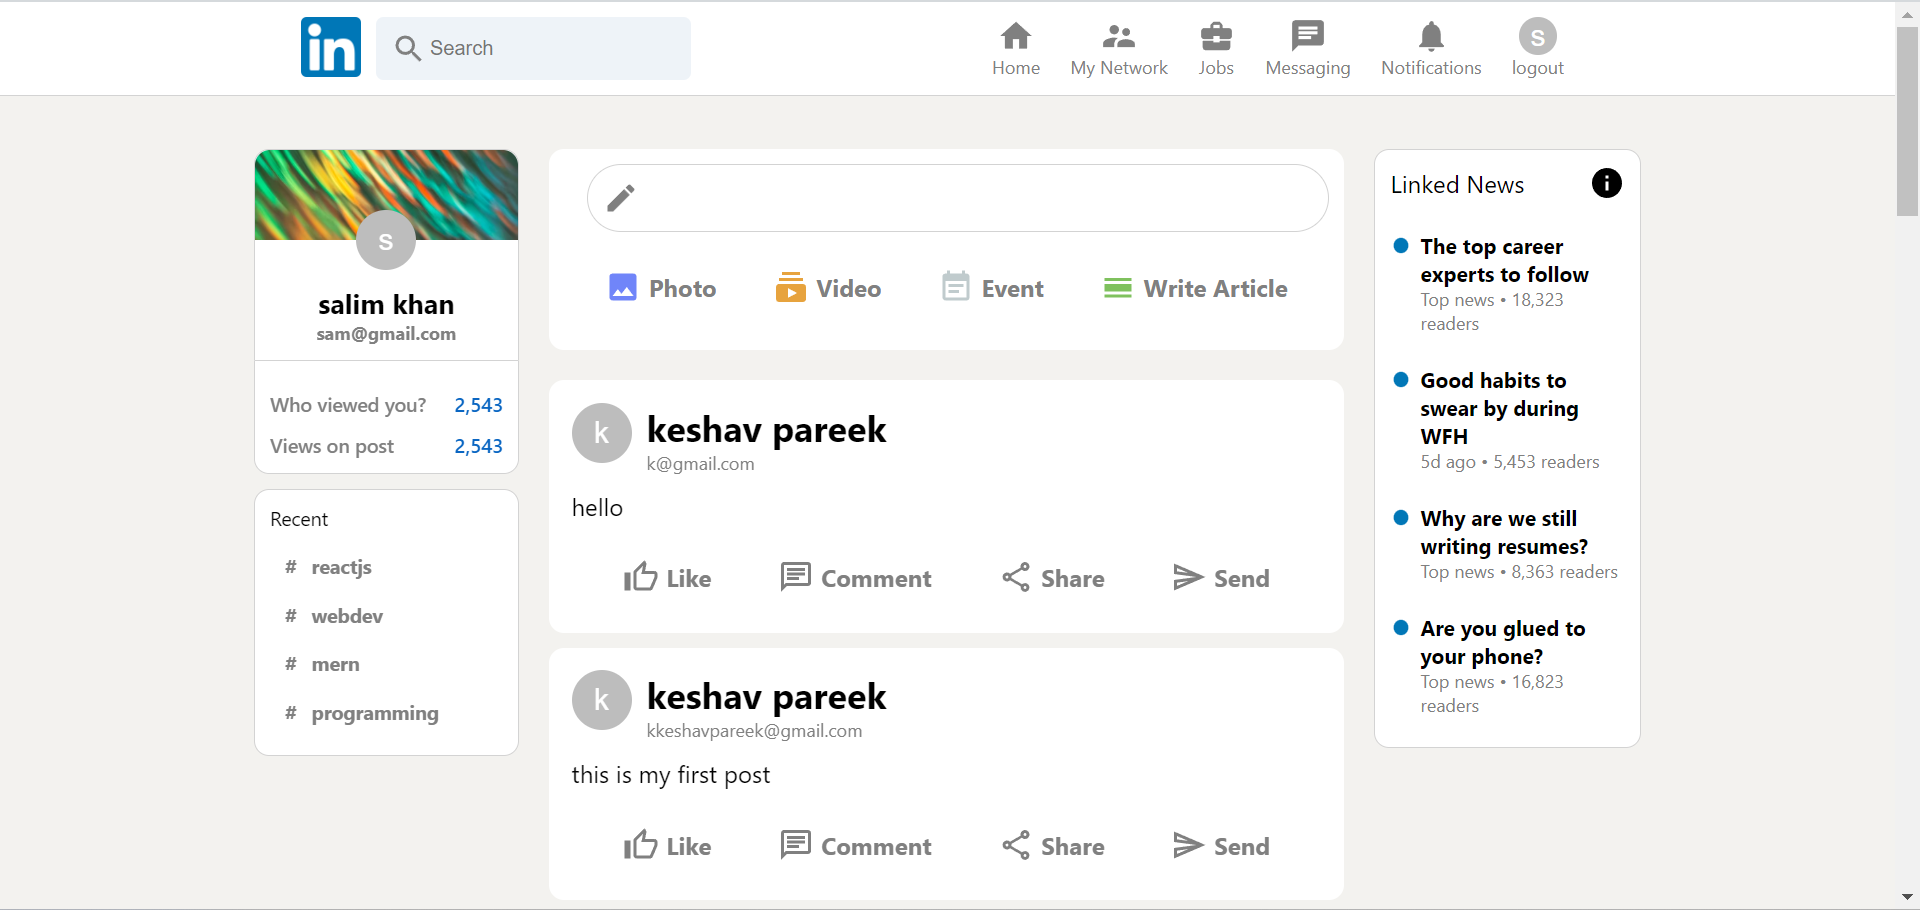 in
Search
Home
My Network
Jobs
Messaging
Notifications
S
logout
S
salim khan
sam@gmail.com
Who viewed you? 2,543
Views on post 2,543
Recent
# reactjs
# webdev
# mern
# programming
Photo
Video
Event
Write Article
k
keshav pareek
k@gmail.com
hello
Like
Comment
Share
Send
k
keshav pareek
kkeshavpareek@gmail.com
this is my first post
Like
Comment
Share
Send
Linked News
The top career
experts to follow
Top news • 18,323
readers
Good habits to
swear by during
WFH
5d ago • 5,453 readers
Why are we still
writing resumes?
Top news • 8,363 readers
Are you glued to
your phone?
Top news • 16,823
readers